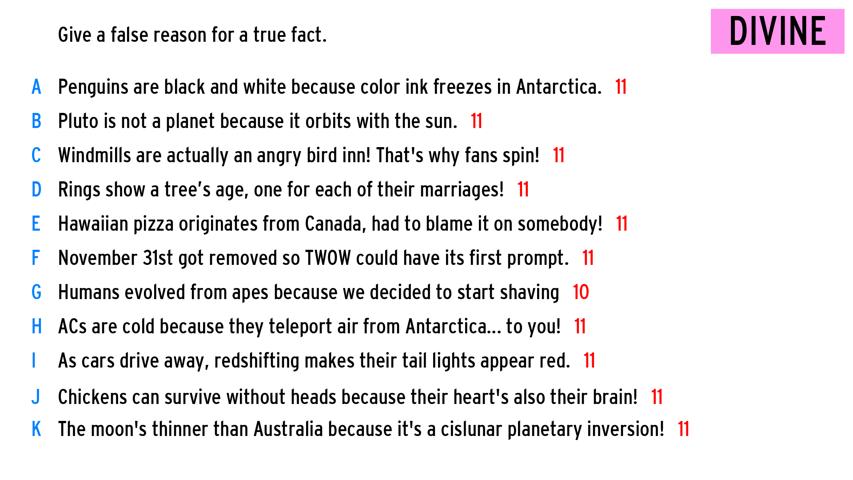 Give a false reason for a true fact.
DIVINE
A Penguins are black and white because color ink freezes in Antarctica. 11
B Pluto is not a planet because it orbits with the sun. 11
C Windmills are actually an angry bird inn! That's why fans spin! 11
D Rings show a tree’s age, one for each of their marriages! 11
E Hawaiian pizza originates from Canada, had to blame it on somebody! 11
F November 31st got removed so TWOW could have its first prompt. 11
G Humans evolved from apes because we decided to start shaving 10
H ACs are cold because they teleport air from Antarctica... to you! 11
I As cars drive away, redshifting makes their tail lights appear red. 11
J Chickens can survive without heads because their heart's also their brain! 11
K The moon's thinner than Australia because it's a cislunar planetary inversion! 11